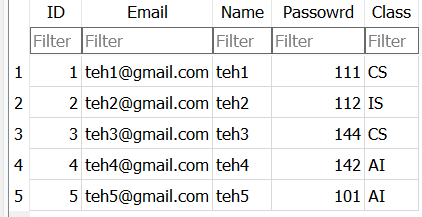 ID Email Name Passowrd Class
Filter Filter Filter Filter Filter
1 1 teh1@gmail.com teh1 111 CS
2 2 teh2@gmail.com teh2 112 IS
3 3 teh3@gmail.com teh3 144 CS
4 4 teh4@gmail.com teh4 142 AI
5 5 teh5@gmail.com teh5 101 AI